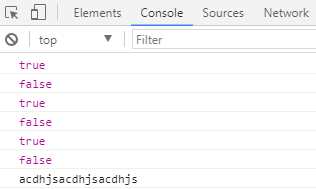 Elements Console Sources Network
top Filter
true
false
true
false
true
false
acdhjsacdhjsacdhjs